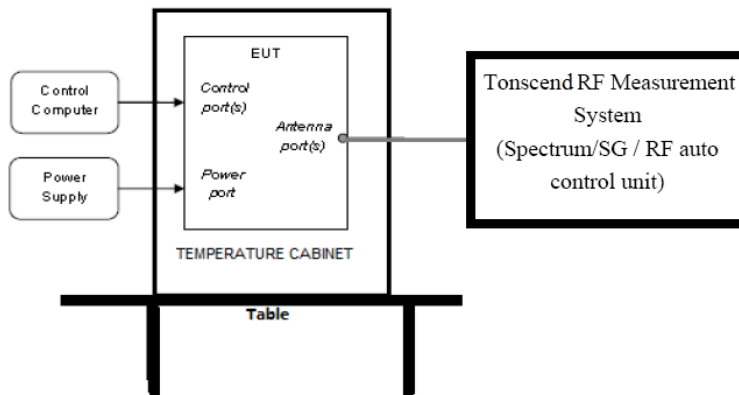 EUT
Control
Computer
Control
port(s)
Antenna
port(s)
Power
Supply
Power
port
TEMPERATURE CABINET
Table
Tonscend RF Measurement
System
(Spectrum/SG / RF auto
control unit)